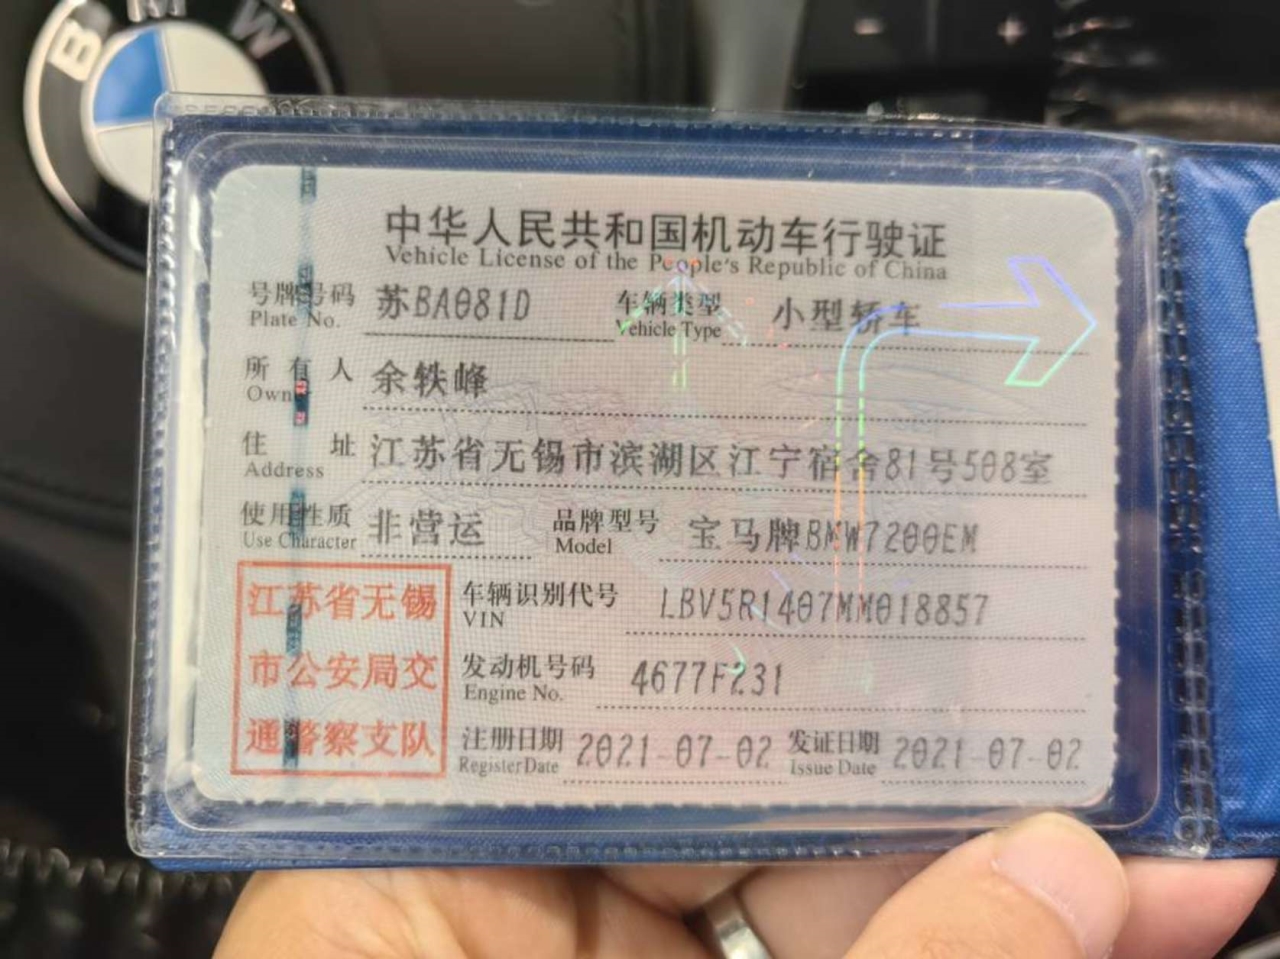 BMW
中华人民共和国机动车行驶证
Vehicle License of the People's Republic of China
号牌号码 苏BA081D 车辆类型 小型轿车
Plate No. Vehicle Type
所有人 余轶峰
Owner
住址 江苏省无锡市滨湖区江宁宿舍81号508室
Address
使用性质 非营运 品牌型号 宝马牌BMW7200EM
Use Character Model
江苏省无锡
市公安局交
通警察支队
车辆识别代号 LBV5R1407MM018857
VIN
发动机号码 4677F231
Engine No.
注册日期 2021-07-02 发证日期 2021-07-02
Register Date Issue Date